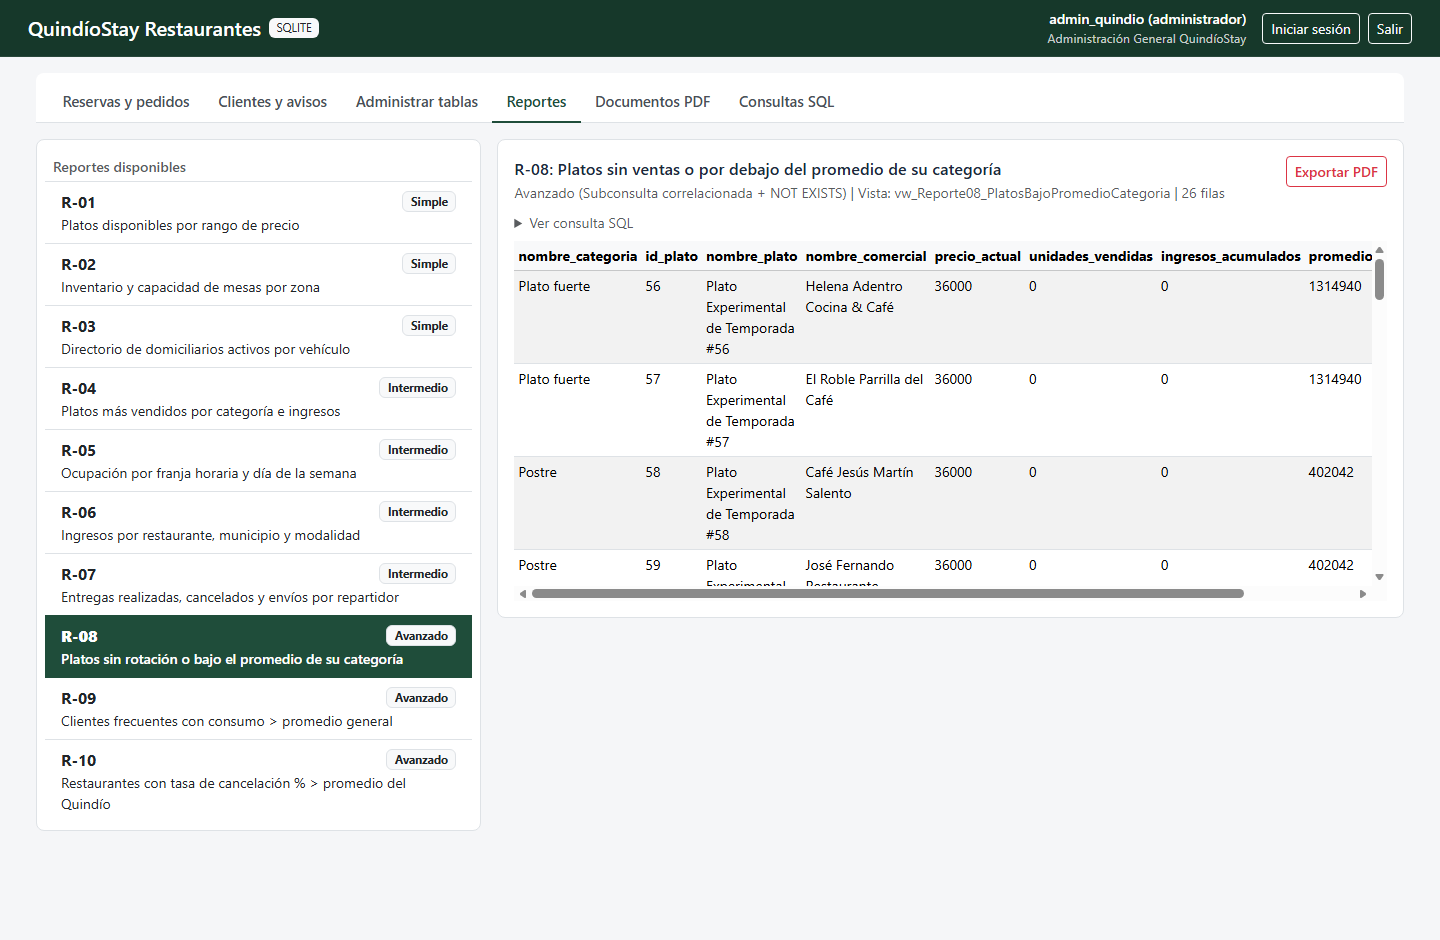 QuindíoStay Restaurantes SQLITE
admin_quindio (administrador)
Administración General QuindíoStay
Iniciar sesión
Salir
Reservas y pedidos
Clientes y avisos
Administrar tablas
Reportes
Documentos PDF
Consultas SQL
Reportes disponibles
R-01 Simple
Platos disponibles por rango de precio
R-02 Simple
Inventario y capacidad de mesas por zona
R-03 Simple
Directorio de domiciliarios activos por vehículo
R-04 Intermedio
Platos más vendidos por categoría e ingresos
R-05 Intermedio
Ocupación por franja horaria y día de la semana
R-06 Intermedio
Ingresos por restaurante, municipio y modalidad
R-07 Intermedio
Entregas realizadas, cancelados y envíos por repartidor
R-08 Avanzado
Platos sin rotación o bajo el promedio de su categoría
R-09 Avanzado
Clientes frecuentes con consumo > promedio general
R-10 Avanzado
Restaurantes con tasa de cancelación % > promedio del
Quindío
R-08: Platos sin ventas o por debajo del promedio de su categoría
Exportar PDF
Avanzado (Subconsulta correlacionada + NOT EXISTS) | Vista: vw_Reporte08_PlatosBajoPromedioCategoria | 26 filas
Ver consulta SQL
nombre_categoria id_plato nombre_plato nombre_comercial precio_actual unidades_vendidas ingresos_acumulados promedio
Plato fuerte 56 Plato Helena Adentro 36000 0 0 1314940
Experimental Cocina & Café
de Temporada
#56
Plato fuerte 57 Plato El Roble Parrilla del 36000 0 0 1314940
Experimental Café
de Temporada
#57
Postre 58 Plato Café Jesús Martín 36000 0 0 402042
Experimental Salento
de Temporada
#58
Postre 59 Plato José Fernando 36000 0 0 402042
Experimental Restaurante